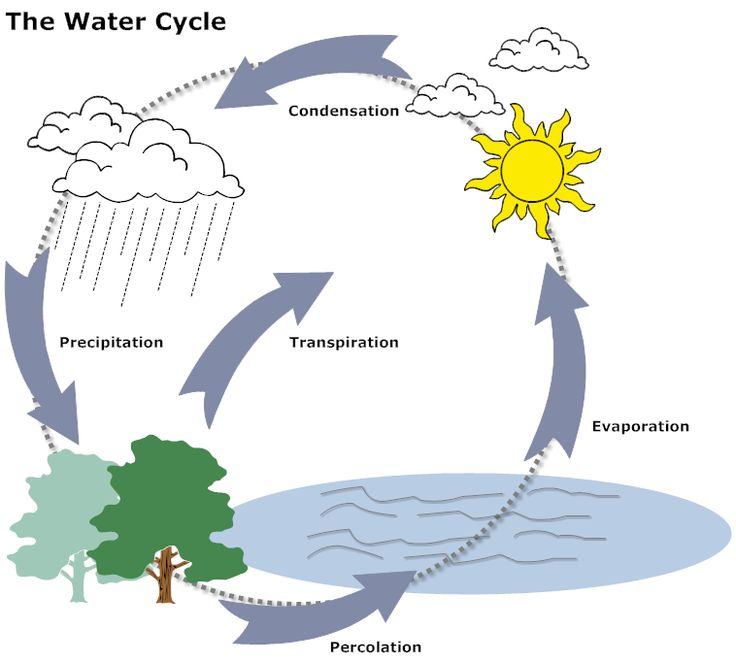 The Water Cycle
Condensation
Precipitation
Transpiration
Evaporation
Percolation